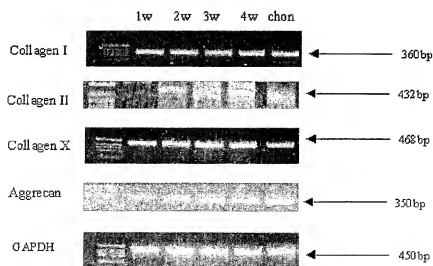 1w 2w 3w 4w chon
Collagen I 360bp
Collagen II 432bp
Collagen X 468bp
Aggrecan 350bp
GAPDH 450bp